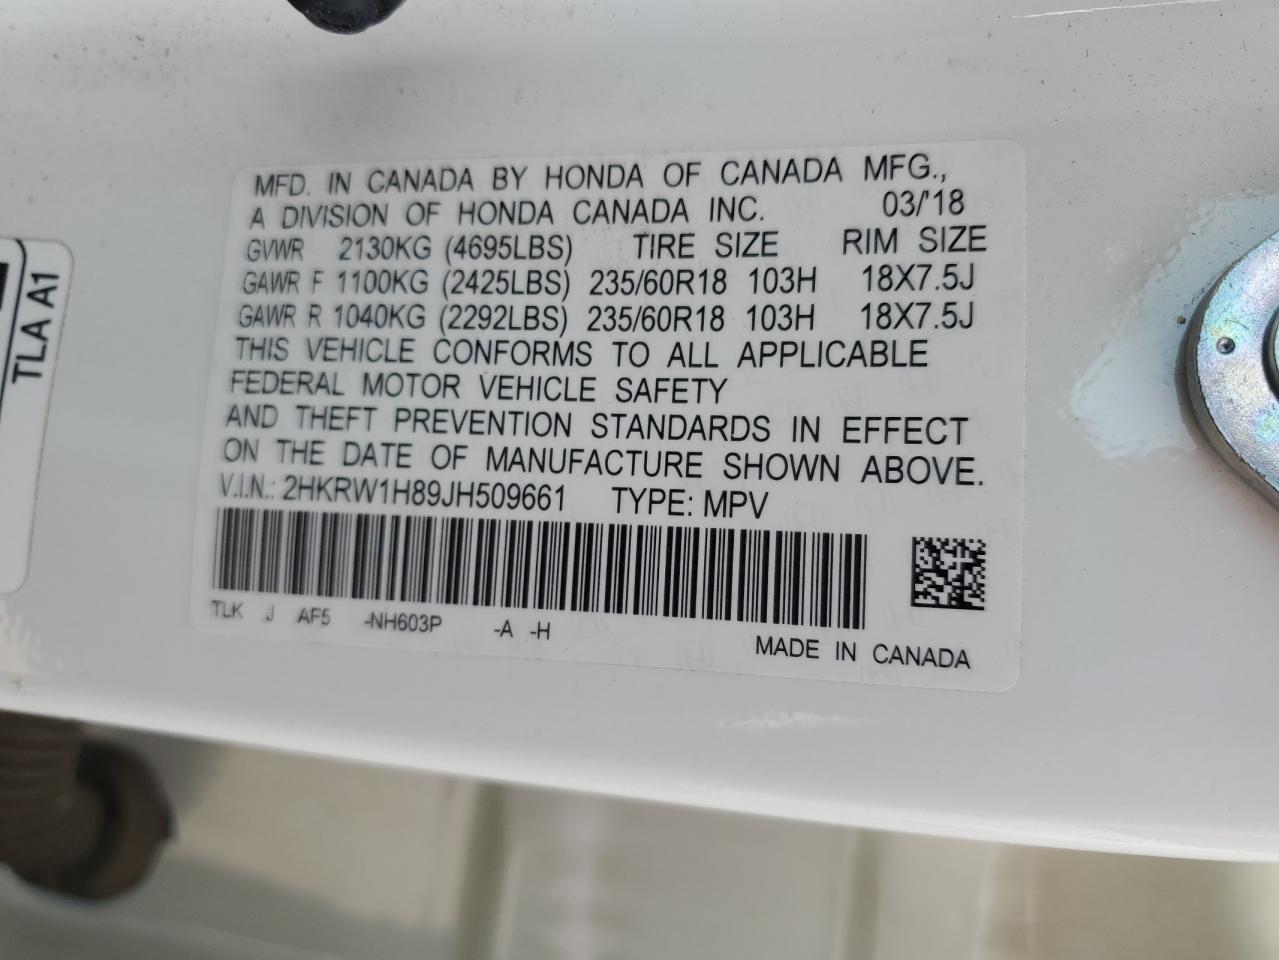 MFD. IN CANADA BY HONDA OF CANADA MFG.,
A DIVISION OF HONDA CANADA INC. 03/'18
GVWR 2130KG (4695LBS) TIRE SIZE RIM SIZE
GAWR F 1100KG (2425LBS) 235/60R18 103H 18X7.5J
GAWR R 1040KG (2292LBS) 235/60R18 103H 18X7.5J
THIS VEHICLE CONFORMS TO ALL APPLICABLE
FEDERAL MOTOR VEHICLE SAFETY
AND THEFT PREVENTION STANDARDS IN EFFECT
ON THE DATE OF MANUFACTURE SHOWN ABOVE.
V.I.N.: 2HKRW1H89JH509661 TYPE: MPV
TLK J AF5 -NH603P -A -H
MADE IN CANADA
TLA A1